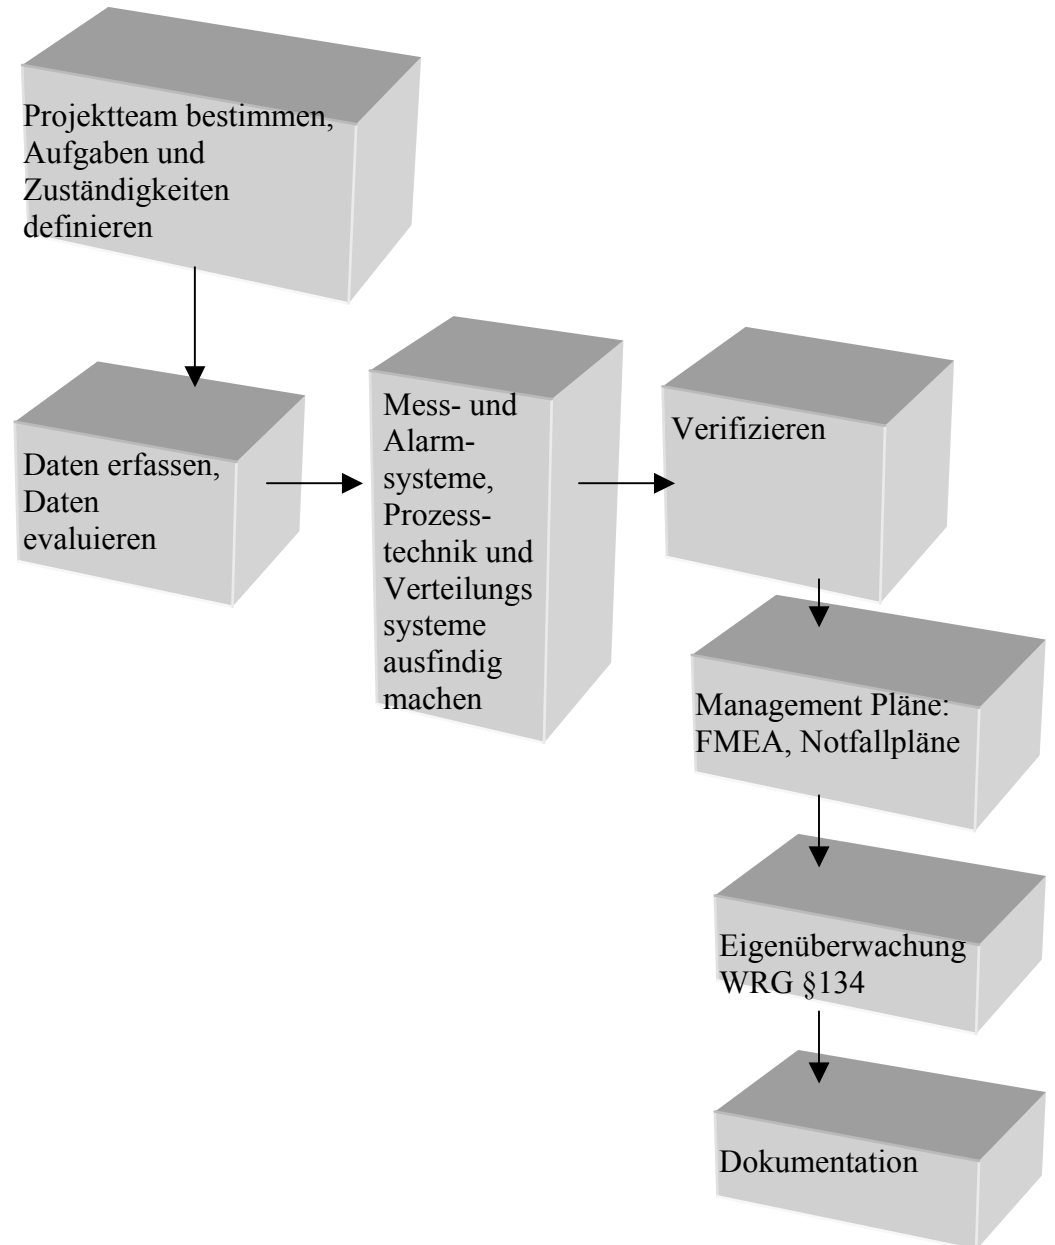 Projektteam bestimmen,
Aufgaben und
Zuständigkeiten
definieren
Daten erfassen,
Daten
evaluieren
Mess- und
Alarm-
systeme,
Prozess-
technik und
Verteilungs
systeme
ausfindig
machen
Verifizieren
Management Pläne:
FMEA, Notfallpläne
Eigenüberwachung
WRG §134
Dokumentation